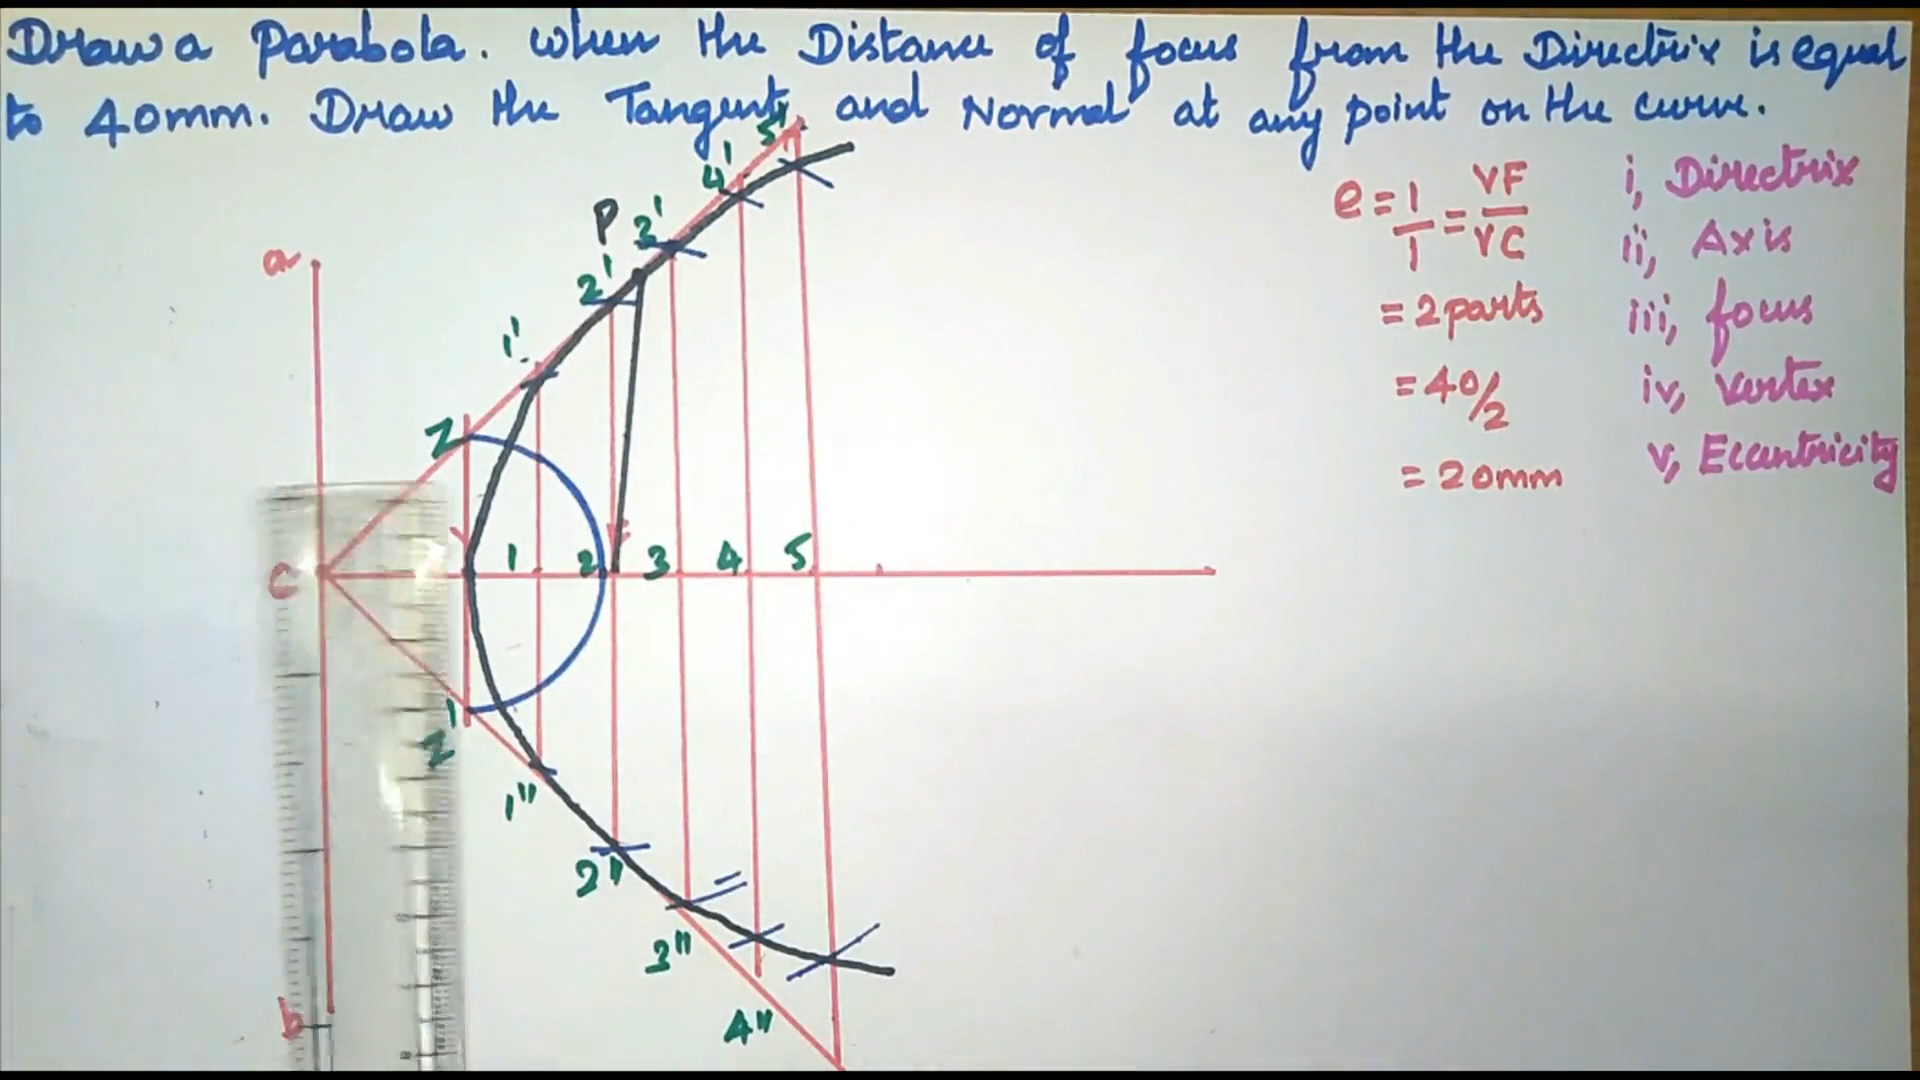 Draw a Parabola. when the Distance of focus from the Directrix is equal
to 40mm. Draw the Tangent and Normal at any point on the curve.
e = 1/1 = VF/VC
= 2 parts
= 40/2
= 20mm
i, Directrix
ii, Axis
iii, focus
iv, Vertex
v, Eccentricity
5'
4'
P
3'
2'
1'
a
Z
C
V
1
2
F
3
4
5
Z'
1"
2"
3"
4"
b